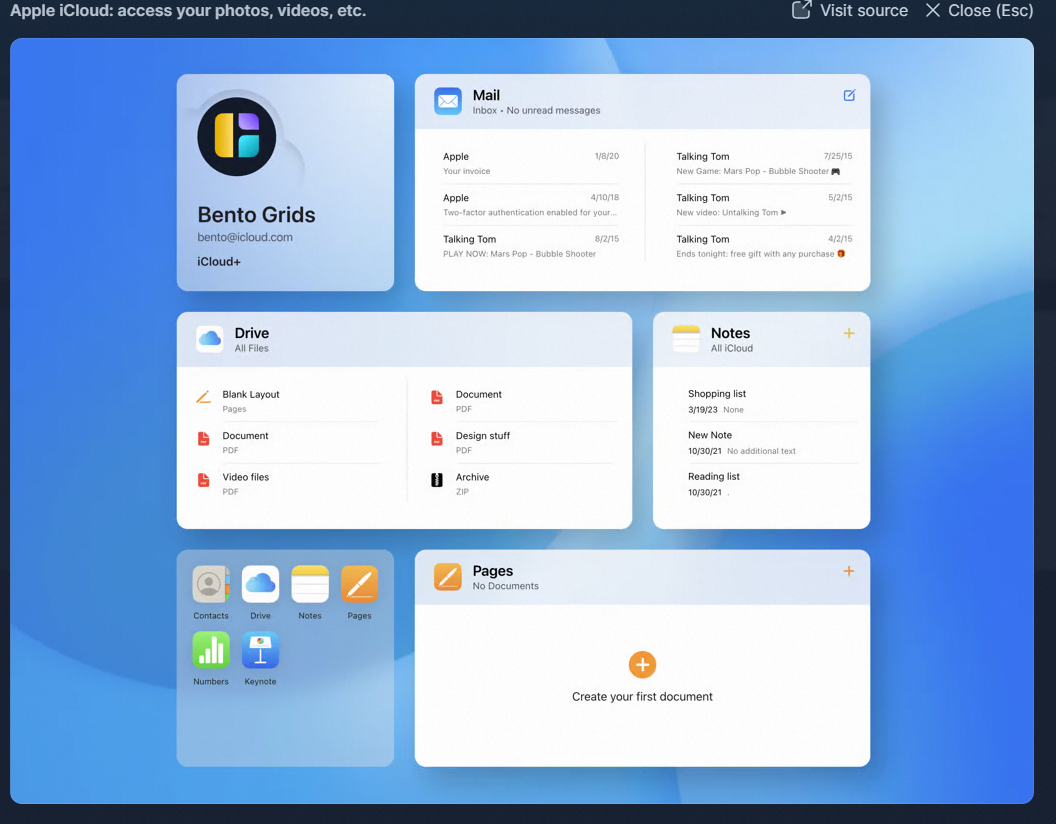 Apple iCloud: access your photos, videos, etc.
Visit source
Close (Esc)
Bento Grids
bento@icloud.com
iCloud+
Mail
Inbox • No unread messages
Apple 1/8/20
Your invoice
Apple 4/10/18
Two-factor authentication enabled for your...
Talking Tom 8/2/15
PLAY NOW: Mars Pop - Bubble Shooter
Talking Tom 7/25/15
New Game: Mars Pop - Bubble Shooter 🎮
Talking Tom 5/2/15
New video: Untalking Tom ►
Talking Tom 4/2/15
Ends tonight: free gift with any purchase 🎁
Drive
All Files
Blank Layout
Pages
Document
PDF
Video files
PDF
Document
PDF
Design stuff
PDF
Archive
ZIP
Notes
All iCloud
Shopping list
3/19/23 None
New Note
10/30/21 No additional text
Reading list
10/30/21 .
Contacts Drive Notes Pages
Numbers Keynote
Pages
No Documents
Create your first document